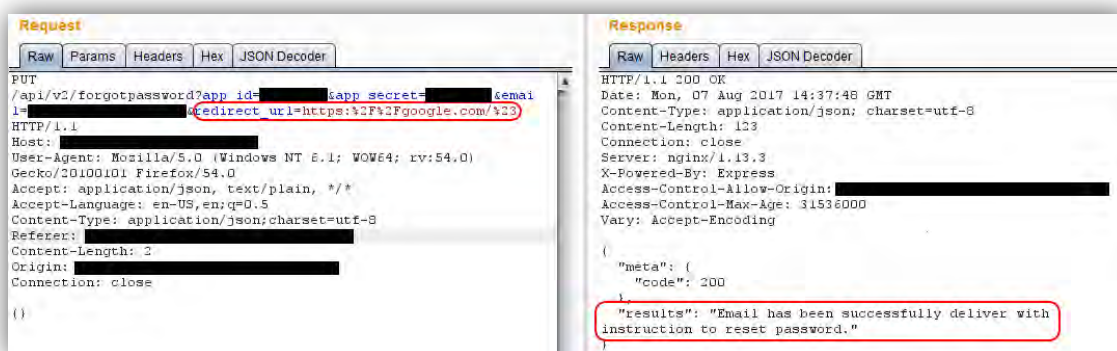 Request
Raw Params Headers Hex JSON Decoder
PUT
/api/v2/forgotpassword?app_id= &app_secret= &emai
l= &redirect_url=https:%2F%2Fgoogle.com/%23
HTTP/1.1
Host:
User-Agent: Mozilla/5.0 (Windows NT 6.1; WOW64; rv:54.0)
Gecko/20100101 Firefox/54.0
Accept: application/json, text/plain, */*
Accept-Language: en-US,en;q=0.5
Content-Type: application/json;charset=utf-8
Referer:
Content-Length: 2
Origin:
Connection: close
{}
Response
Raw Headers Hex JSON Decoder
HTTP/1.1 200 OK
Date: Mon, 07 Aug 2017 14:37:48 GMT
Content-Type: application/json; charset=utf-8
Content-Length: 123
Connection: close
Server: nginx/1.13.3
X-Powered-By: Express
Access-Control-Allow-Origin:
Access-Control-Max-Age: 31536000
Vary: Accept-Encoding
{
"meta": {
"code": 200
},
"results": "Email has been successfully deliver with
instruction to reset password."
}